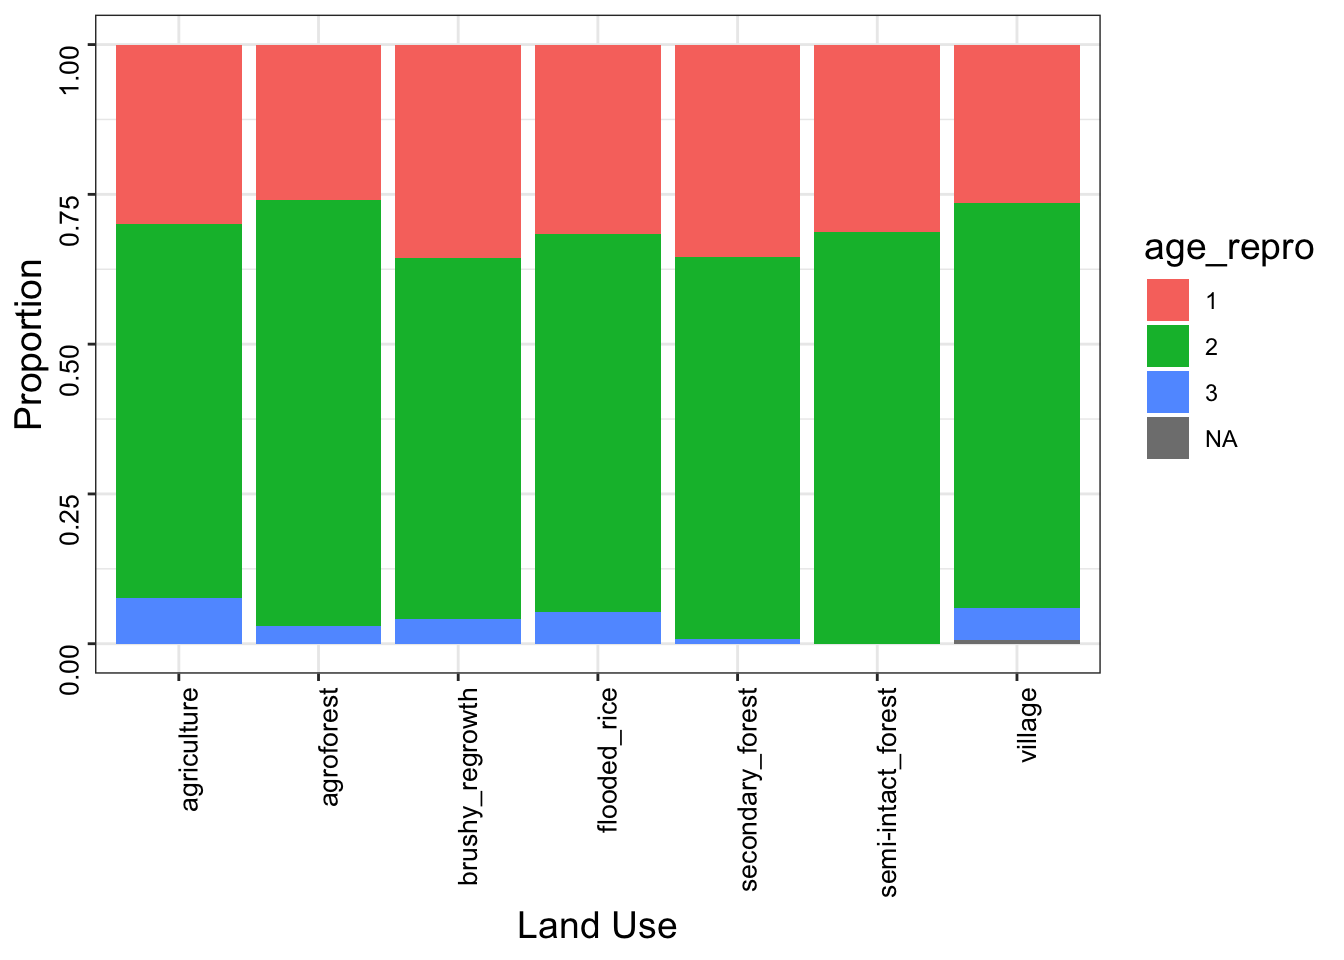 Proportion
1.00
0.75
0.50
0.25
0.00
agriculture
agroforest
brushy_regrowth
flooded_rice
secondary_forest
semi-intact_forest
village
Land Use
age_repro
1
2
3
NA